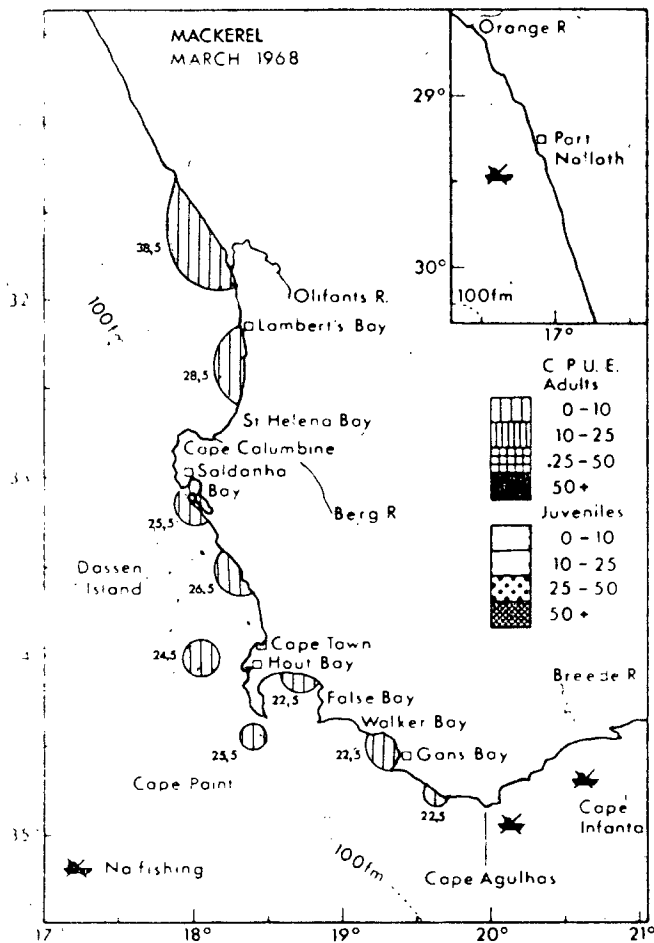 MACKEREL
MARCH 1968
Orange R
29°
Port
Nolloth
30°
100fm
17°
38,5
Olifants R.
32
100fm
Lambert's Bay
28,5
St Helena Bay
Cape Columbine
Saldanha
Bay
Berg R
25,5
Dassen
Island
26,5
24,5
Cape Town
Hout Bay
22,5
False Bay
Walker Bay
25,5
22,5
Gans Bay
Cape Point
22,5
Breede R
Cape
Infanta
35°
100fm
Cape Agulhas
No fishing
C P.U.E.
Adults
0-10
10-25
.25-50
50+
Juveniles
0-10
10-25
25-50
50+
17
18°
19°
20°
21°